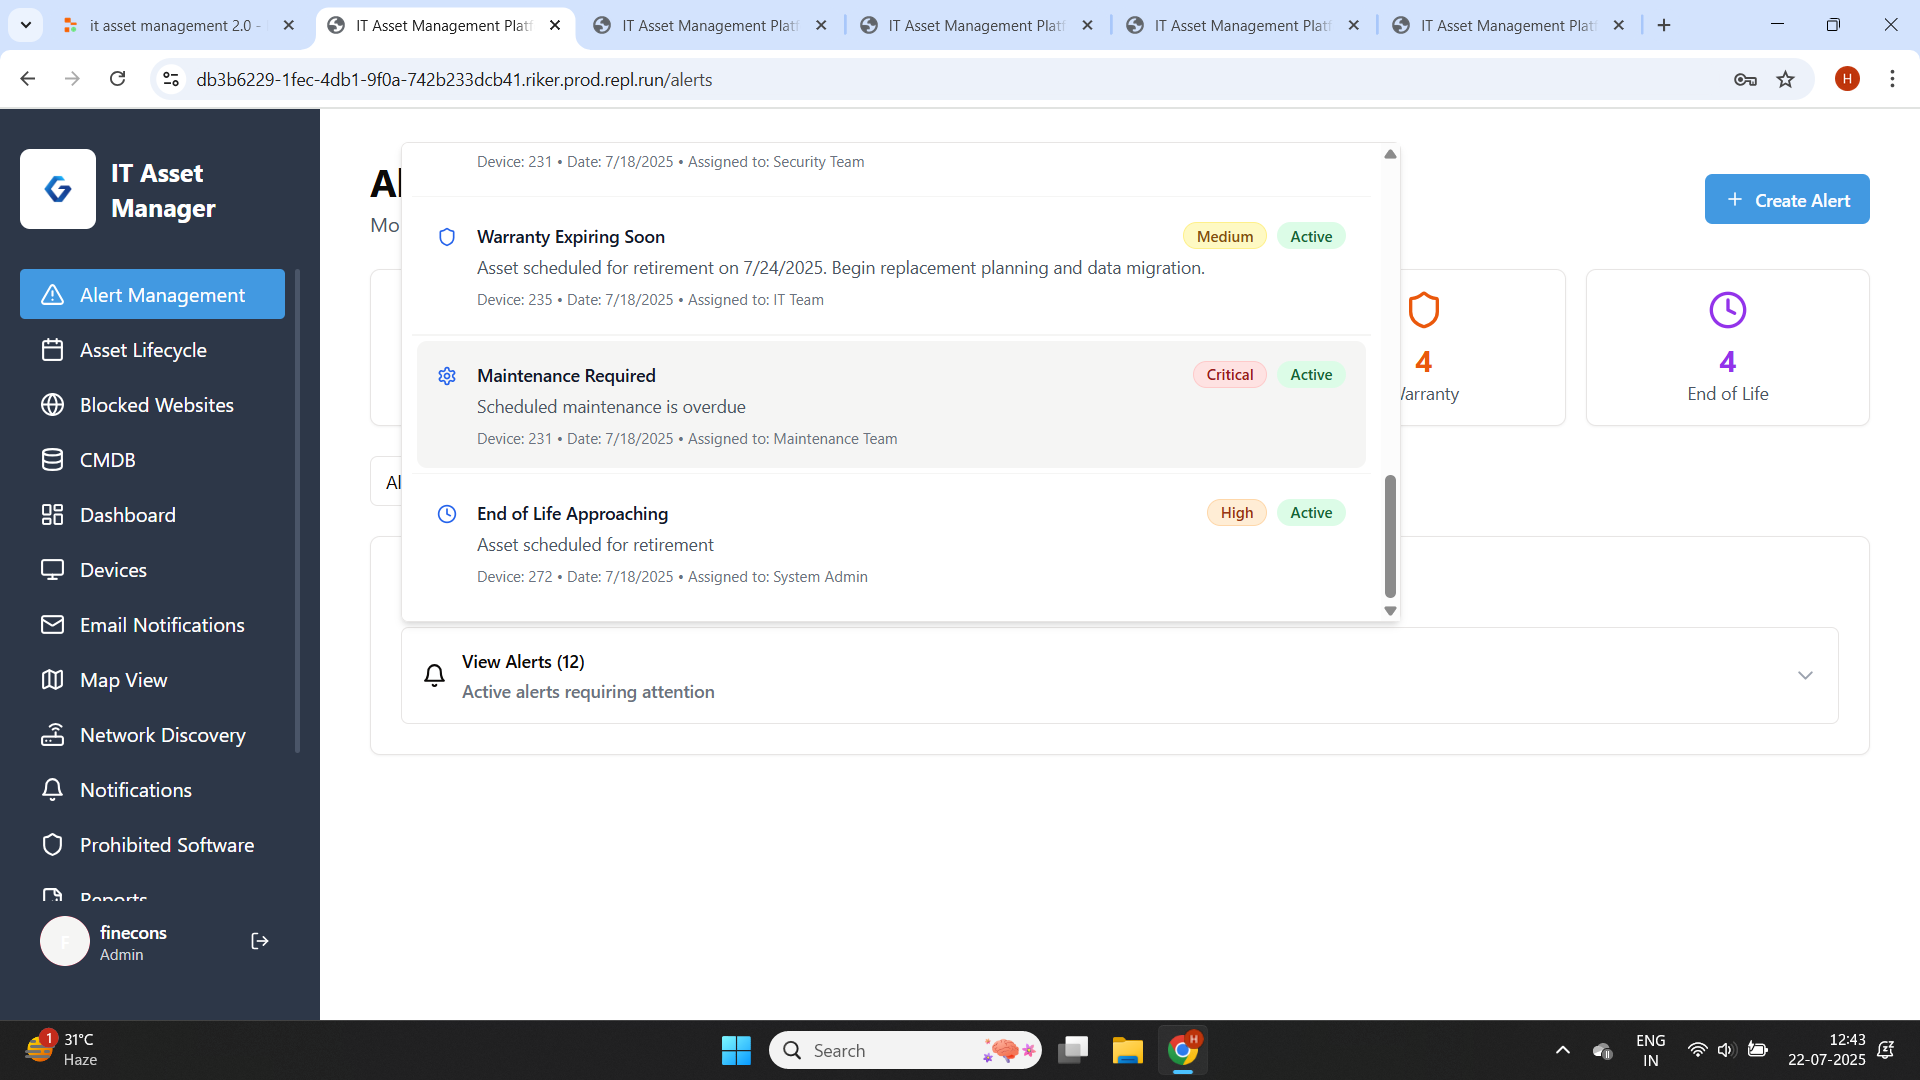 it asset management 2.0 -
IT Asset Management Platf
IT Asset Management Platf
IT Asset Management Platf
IT Asset Management Platf
IT Asset Management Platf
db3b6229-1fec-4db1-9f0a-742b233dcb41.riker.prod.repl.run/alerts
H
IT Asset
Manager
Alert Management
Asset Lifecycle
Blocked Websites
CMDB
Dashboard
Devices
Email Notifications
Map View
Network Discovery
Notifications
Prohibited Software
Reports
F
finecons
Admin
Al
Mo
Create Alert
Device: 231 • Date: 7/18/2025 • Assigned to: Security Team
Warranty Expiring Soon
Medium
Active
Asset scheduled for retirement on 7/24/2025. Begin replacement planning and data migration.
Device: 235 • Date: 7/18/2025 • Assigned to: IT Team
Maintenance Required
Critical
Active
Scheduled maintenance is overdue
Device: 231 • Date: 7/18/2025 • Assigned to: Maintenance Team
End of Life Approaching
High
Active
Asset scheduled for retirement
Device: 272 • Date: 7/18/2025 • Assigned to: System Admin
4
Warranty
4
End of Life
Al
View Alerts (12)
Active alerts requiring attention
1
31°C
Haze
Search
H
ENG
IN
12:43
22-07-2025